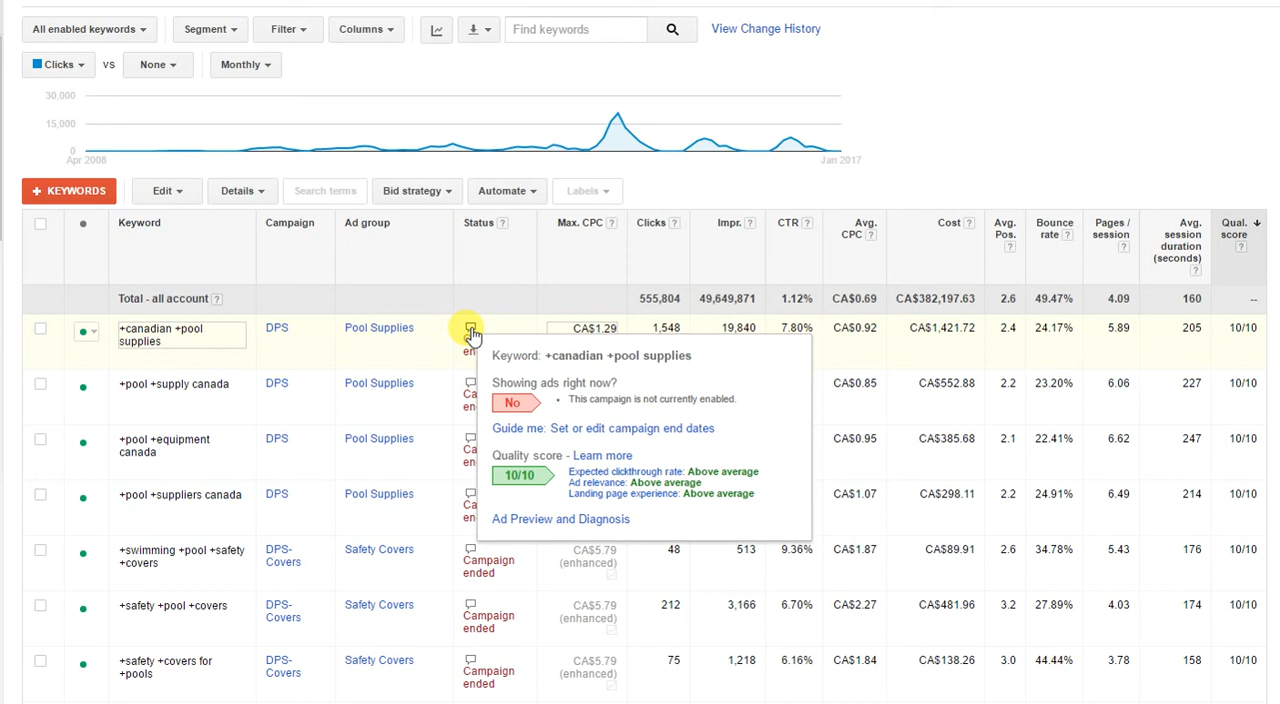 All enabled keywords Segment Filter Columns Find keywords View Change History
Clicks VS None Monthly
30,000
15,000
0
Apr 2008 Jan 2017
+ KEYWORDS Edit Details Search terms Bid strategy Automate Labels
Keyword Campaign Ad group Status ? Max. CPC ? Clicks ? Impr. ? CTR ? Avg. CPC ? Cost ? Avg. Pos. ? Bounce rate ? Pages / session ? Avg. session duration (seconds) ? Qual. score ?
Total - all account ? 555,804 49,649,871 1.12% CA$0.69 CA$382,197.63 2.6 49.47% 4.09 160 --
+canadian +pool supplies DPS Pool Supplies CA$1.29 1,548 19,840 7.80% CA$0.92 CA$1,421.72 2.4 24.17% 5.89 205 10/10
Keyword: +canadian +pool supplies
Showing ads right now?
No • This campaign is not currently enabled.
Guide me: Set or edit campaign end dates
Quality score - Learn more
10/10 Expected clickthrough rate: Above average
Ad relevance: Above average
Landing page experience: Above average
Ad Preview and Diagnosis
+pool +supply canada DPS Pool Supplies Ca en CA$0.85 CA$552.88 2.2 23.20% 6.06 227 10/10
+pool +equipment canada DPS Pool Supplies Ca en CA$0.95 CA$385.68 2.1 22.41% 6.62 247 10/10
+pool +suppliers canada DPS Pool Supplies Ca en CA$1.07 CA$298.11 2.2 24.91% 6.49 214 10/10
+swimming +pool +safety +covers DPS-Covers Safety Covers Campaign ended CA$5.79 (enhanced) 48 513 9.36% CA$1.87 CA$89.91 2.6 34.78% 5.43 176 10/10
+safety +pool +covers DPS-Covers Safety Covers Campaign ended CA$5.79 (enhanced) 212 3,166 6.70% CA$2.27 CA$481.96 3.2 27.89% 4.03 174 10/10
+safety +covers for +pools DPS-Covers Safety Covers Campaign ended CA$5.79 (enhanced) 75 1,218 6.16% CA$1.84 CA$138.26 3.0 44.44% 3.78 158 10/10